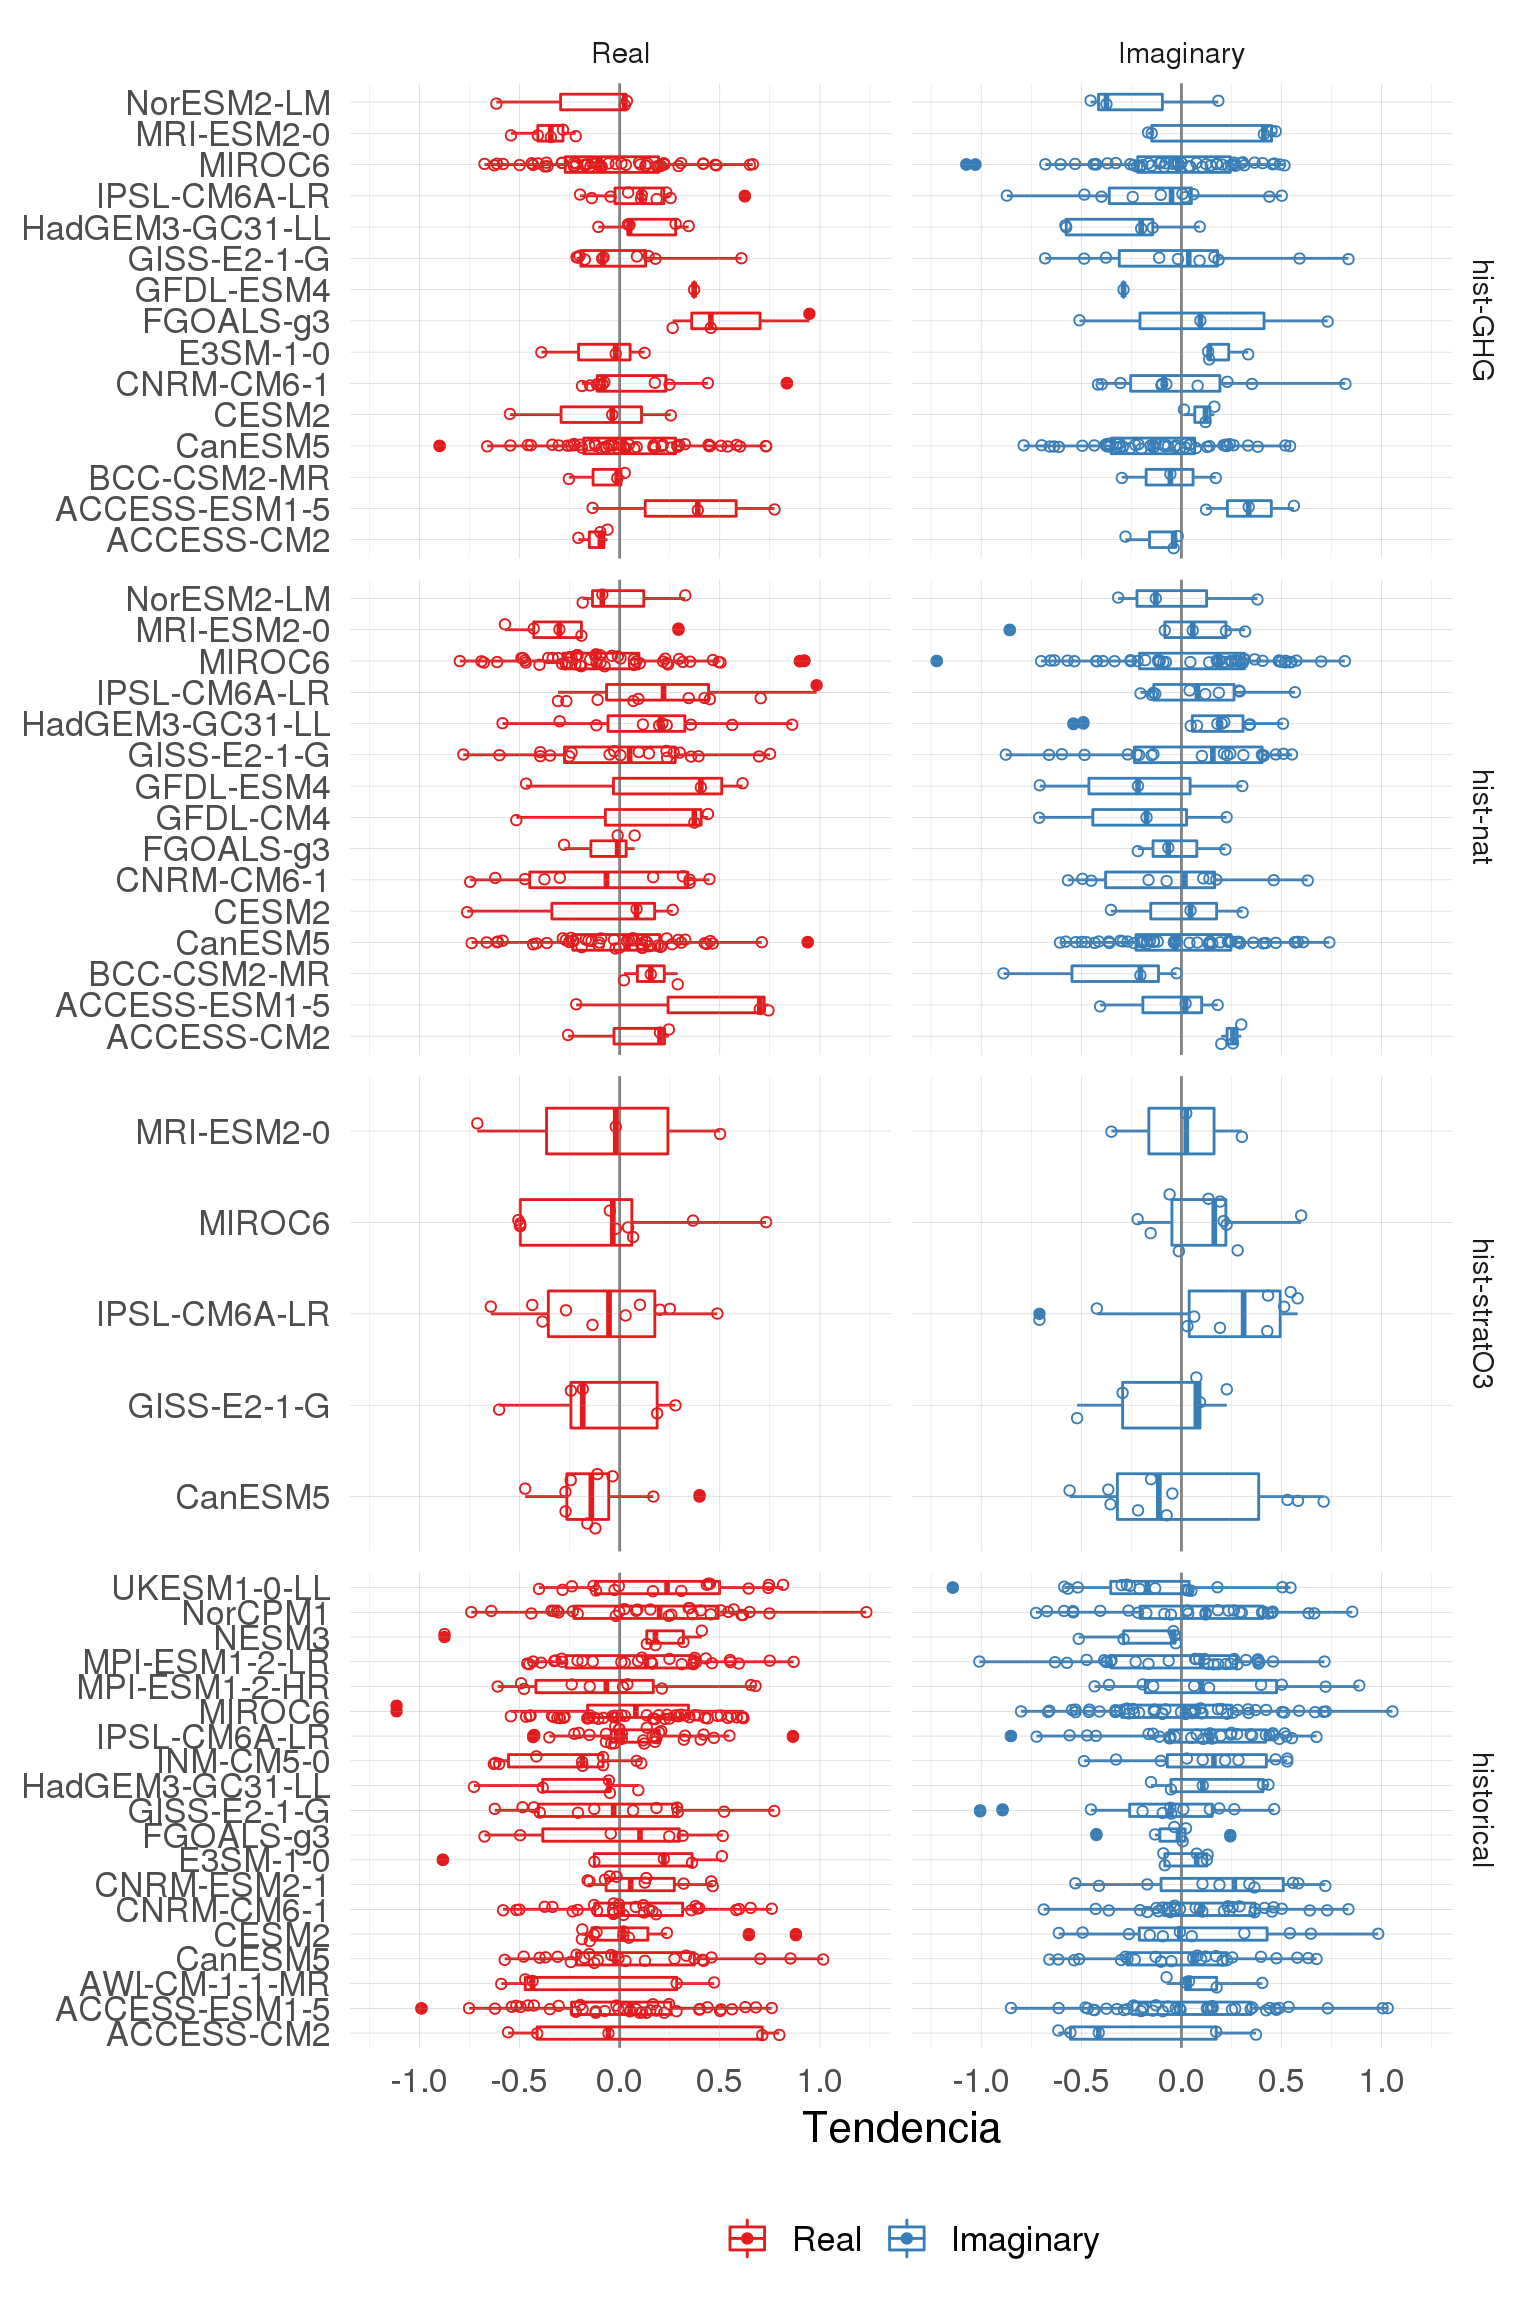 Real Imaginary
NorESM2-LM
MRI-ESM2-0
MIROC6
IPSL-CM6A-LR
HadGEM3-GC31-LL
GISS-E2-1-G
GFDL-ESM4
FGOALS-g3
E3SM-1-0
CNRM-CM6-1
CESM2
CanESM5
BCC-CSM2-MR
ACCESS-ESM1-5
ACCESS-CM2
hist-GHG
NorESM2-LM
MRI-ESM2-0
MIROC6
IPSL-CM6A-LR
HadGEM3-GC31-LL
GISS-E2-1-G
GFDL-ESM4
GFDL-CM4
FGOALS-g3
CNRM-CM6-1
CESM2
CanESM5
BCC-CSM2-MR
ACCESS-ESM1-5
ACCESS-CM2
hist-nat
MRI-ESM2-0
MIROC6
IPSL-CM6A-LR
GISS-E2-1-G
CanESM5
hist-stratO3
UKESM1-0-LL
NorCPM1
NESM3
MPI-ESM1-2-LR
MPI-ESM1-2-HR
MIROC6
IPSL-CM6A-LR
INM-CM5-0
HadGEM3-GC31-LL
GISS-E2-1-G
FGOALS-g3
E3SM-1-0
CNRM-ESM2-1
CNRM-CM6-1
CESM2
CanESM5
AWI-CM-1-1-MR
ACCESS-ESM1-5
ACCESS-CM2
historical
-1.0 -0.5 0.0 0.5 1.0 -1.0 -0.5 0.0 0.5 1.0
Tendencia
Real Imaginary